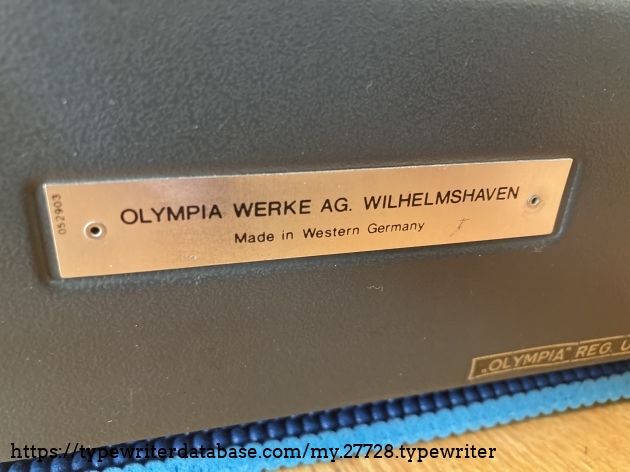 052903
OLYMPIA WERKE AG. WILHELMSHAVEN
Made in Western Germany
„OLYMPIA" REG. U
https://typewriterdatabase.com/my.27728.typewriter